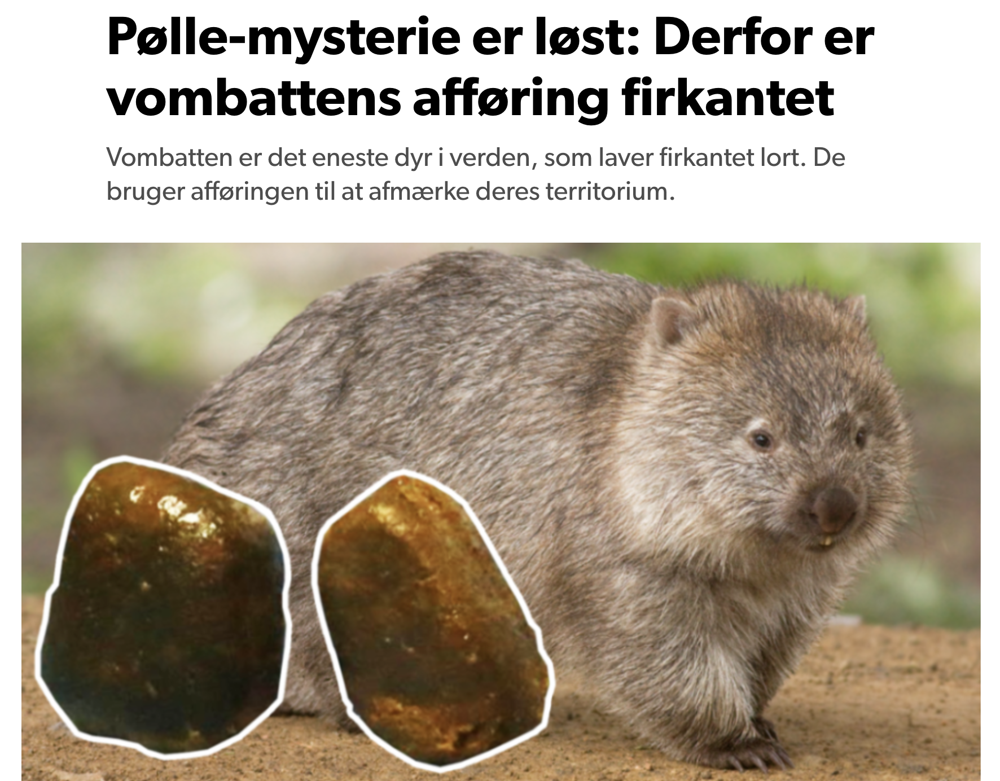 Pølle-mysterie er løst: Derfor er
vombattens afføring firkantet
Vombatten er det eneste dyr i verden, som laver firkantet lort. De
bruger afføringen til at afmærke deres territorium.